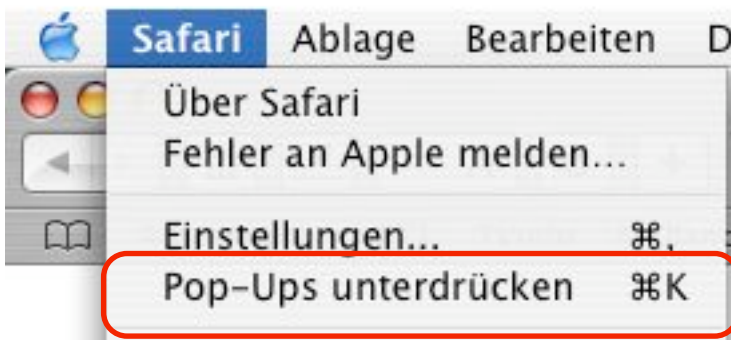 Safari Ablage Bearbeiten D
Über Safari
Fehler an Apple melden...
Einstellungen... ⌘,
Pop-Ups unterdrücken ⌘K